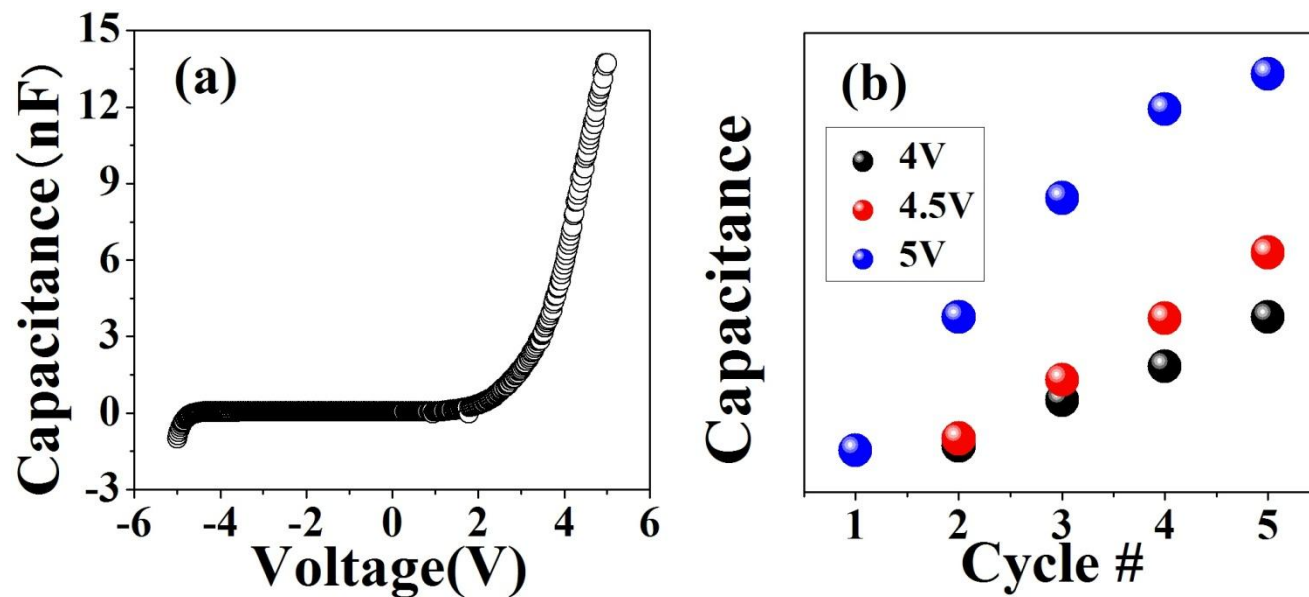 (a)
Capacitance(nF)
15
12
9
6
3
0
-3
-6 -4 -2 0 2 4 6
Voltage(V)
(b)
Capacitance
4V
4.5V
5V
1 2 3 4 5
Cycle #